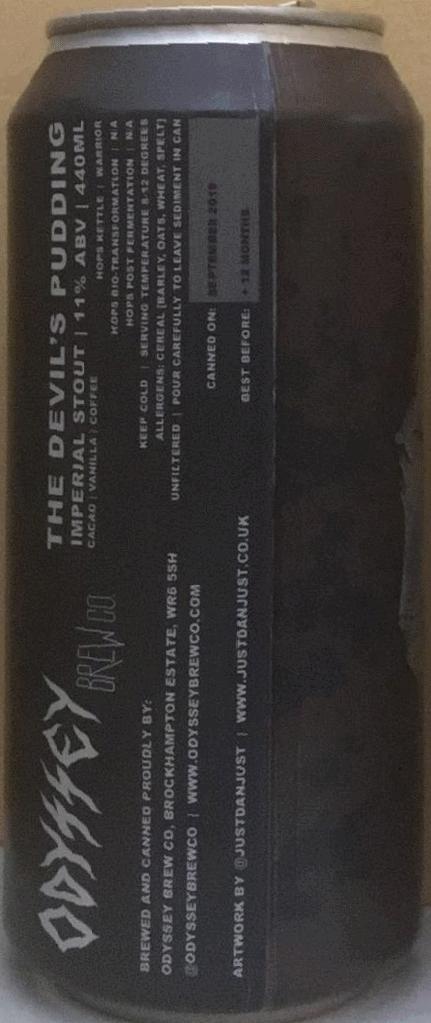 ODYSSEY
BREW CO.
THE DEVIL'S PUDDING
IMPERIAL STOUT | 11% ABV | 440ML
CACAO | VANILLA | COFFEE
HOPS KETTLE | WARRIOR
HOPS BIO-TRANSFORMATION | N/A
HOPS POST FERMENTATION | N/A
KEEP COLD | SERVING TEMPERATURE 8-12 DEGREES
ALLERGENS: CEREAL [BARLEY, OATS, WHEAT, SPELT]
UNFILTERED | POUR CAREFULLY TO LEAVE SEDIMENT IN CAN
CANNED ON: SEPTEMBER 2019
BEST BEFORE: + 12 MONTHS
BREWED AND CANNED PROUDLY BY:
ODYSSEY BREW CO, BROCKHAMPTON ESTATE, WR6 5SH
@ODYSSEYBREWCO | WWW.ODYSSEYBREWCO.COM
ARTWORK BY @JUSTDANJUST | WWW.JUSTDANJUST.CO.UK